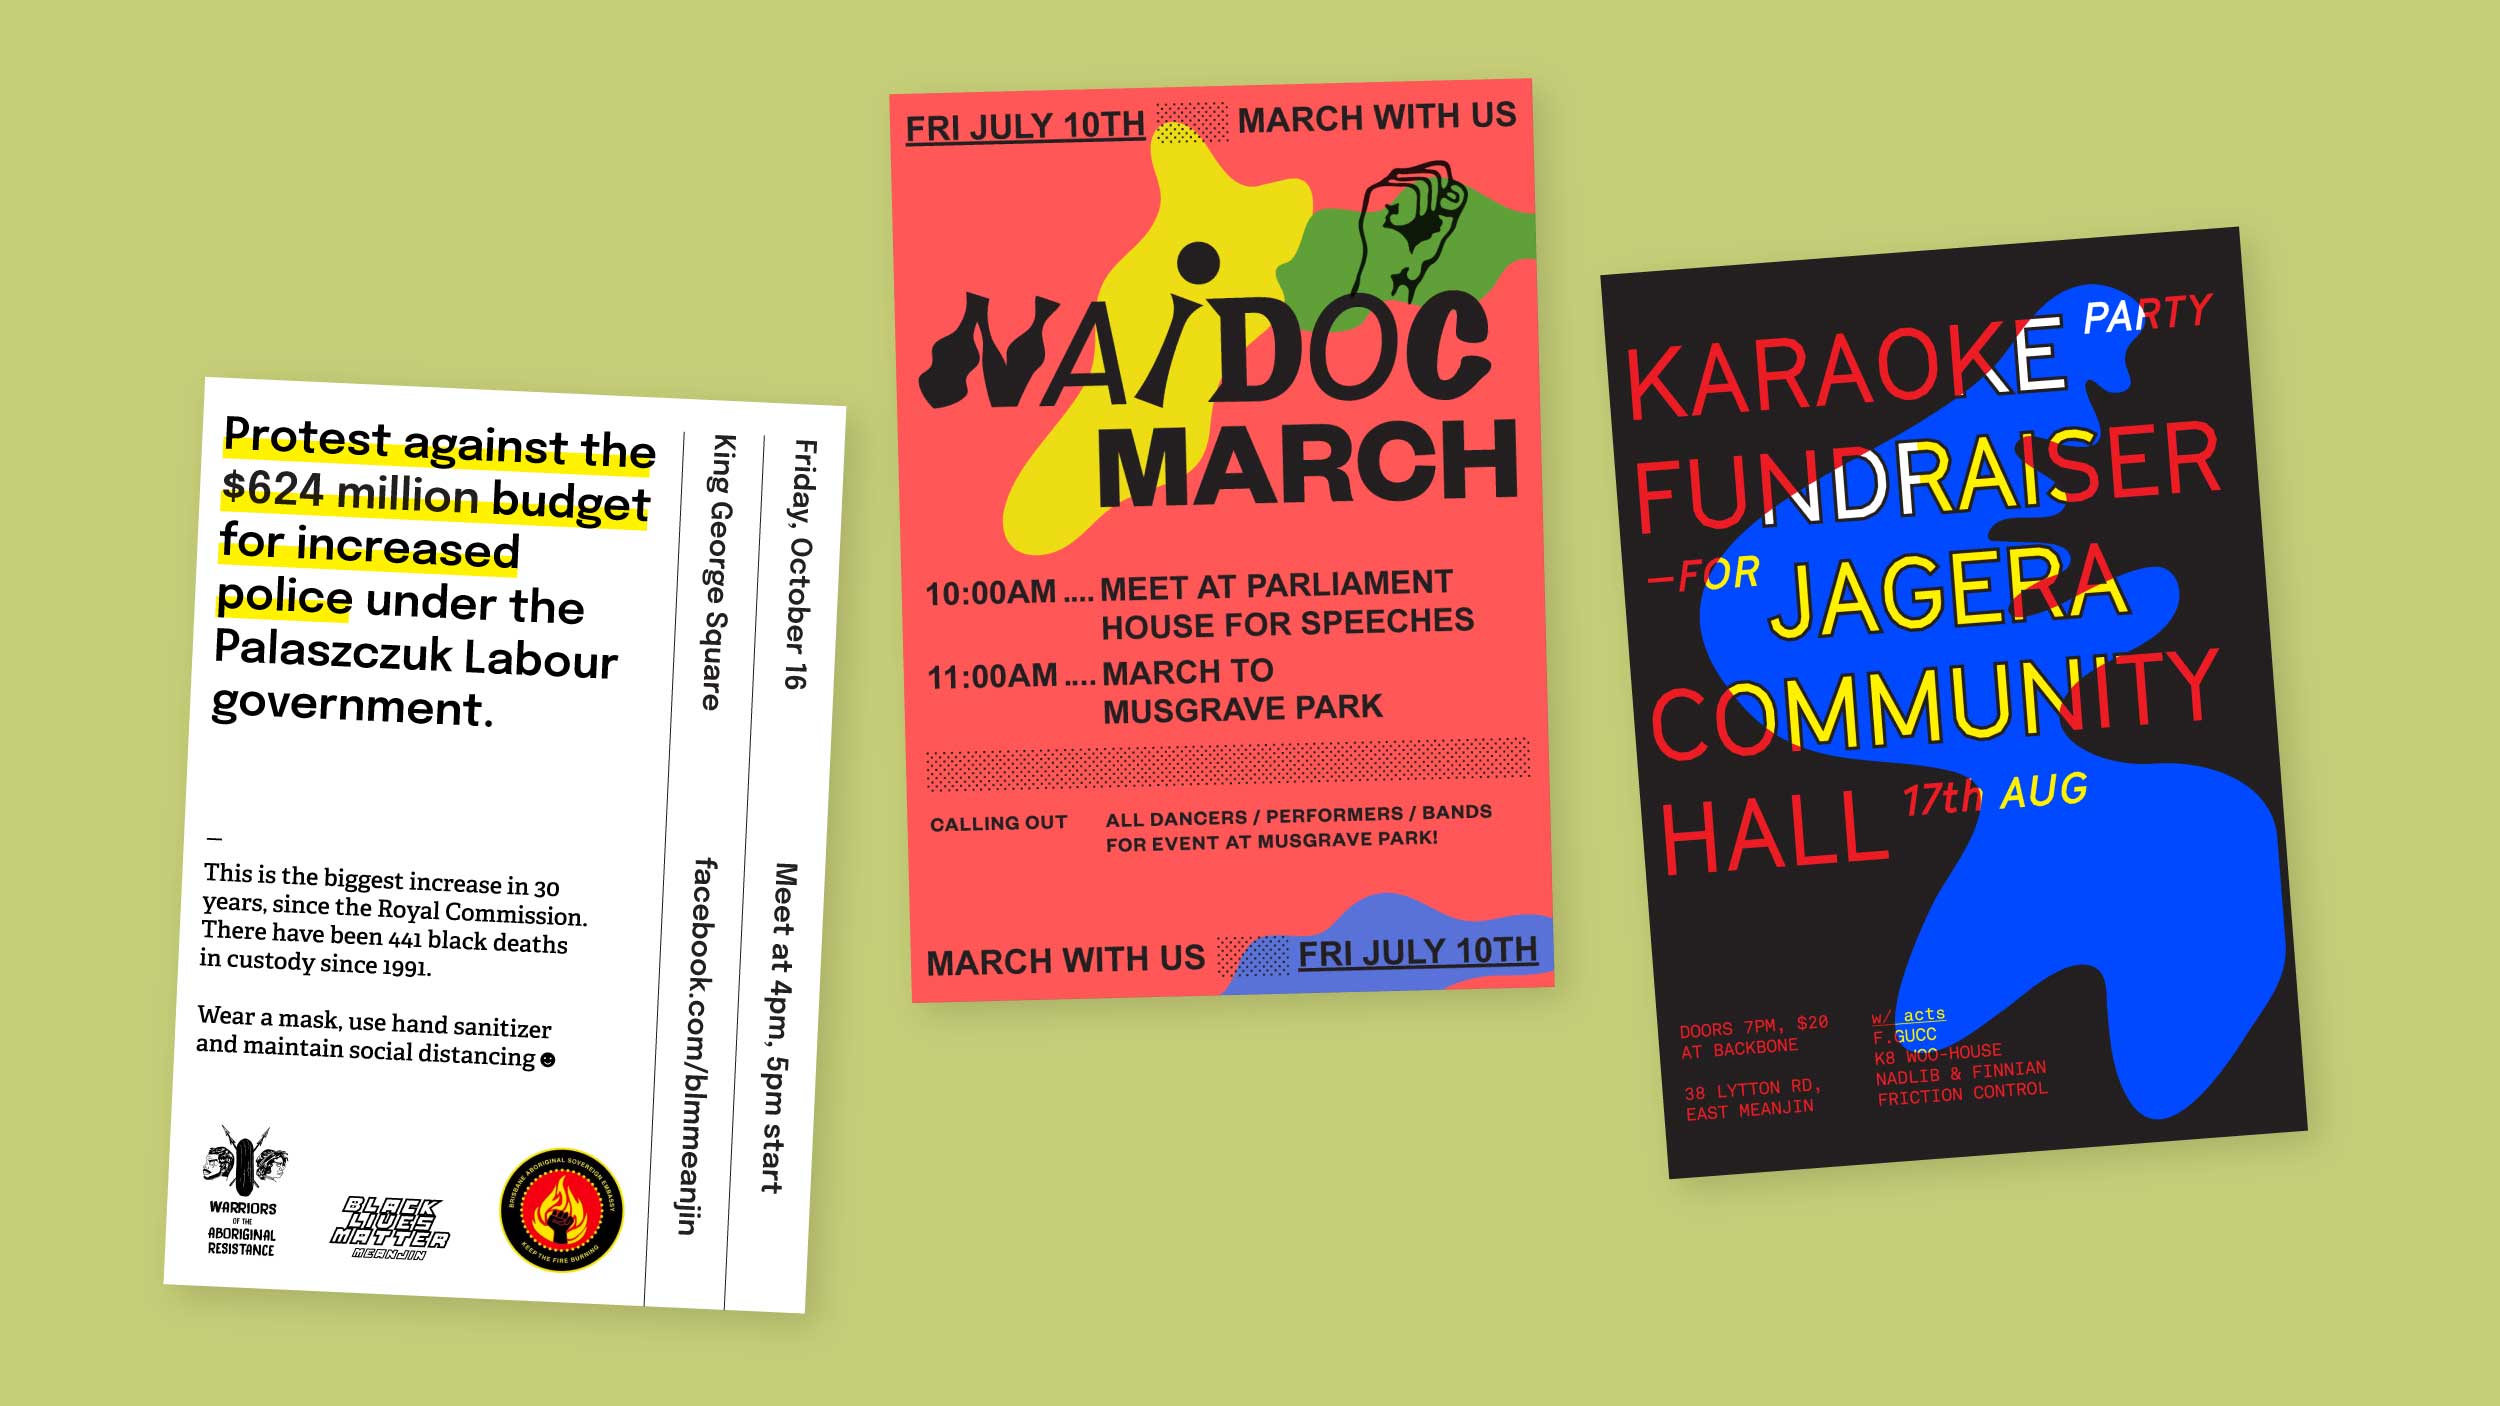 Protest against the
$624 million budget
for increased
police under the
Palaszczuk Labour
government.
—
This is the biggest increase in 30
years, since the Royal Commission.
There have been 441 black deaths
in custody since 1991.
Wear a mask, use hand sanitizer
and maintain social distancing☻
WARRIORS
OF THE
ABORIGINAL
RESISTANCE
BLACK
LIVES
MATTER
MEANJIN
BRISBANE ABORIGINAL SOVEREIGN EMBASSY
KEEP THE FIRE BURNING
King George Square
facebook.com/blmmeanjin
Friday, October 16
Meet at 4pm, 5pm start
FRI JULY 10TH MARCH WITH US
NAIDOC
MARCH
10:00AM .... MEET AT PARLIAMENT
HOUSE FOR SPEECHES
11:00AM .... MARCH TO
MUSGRAVE PARK
CALLING OUT ALL DANCERS / PERFORMERS / BANDS
FOR EVENT AT MUSGRAVE PARK!
MARCH WITH US FRI JULY 10TH
KARAOKE PARTY
FUNDRAISER
—FOR JAGERA
COMMUNITY
HALL 17th AUG
DOORS 7PM, $20
AT BACKBONE
38 LYTTON RD,
EAST MEANJIN
w/ acts
F.GUCC
K8 WOO-HOUSE
NADLIB & FINNIAN
FRICTION CONTROL